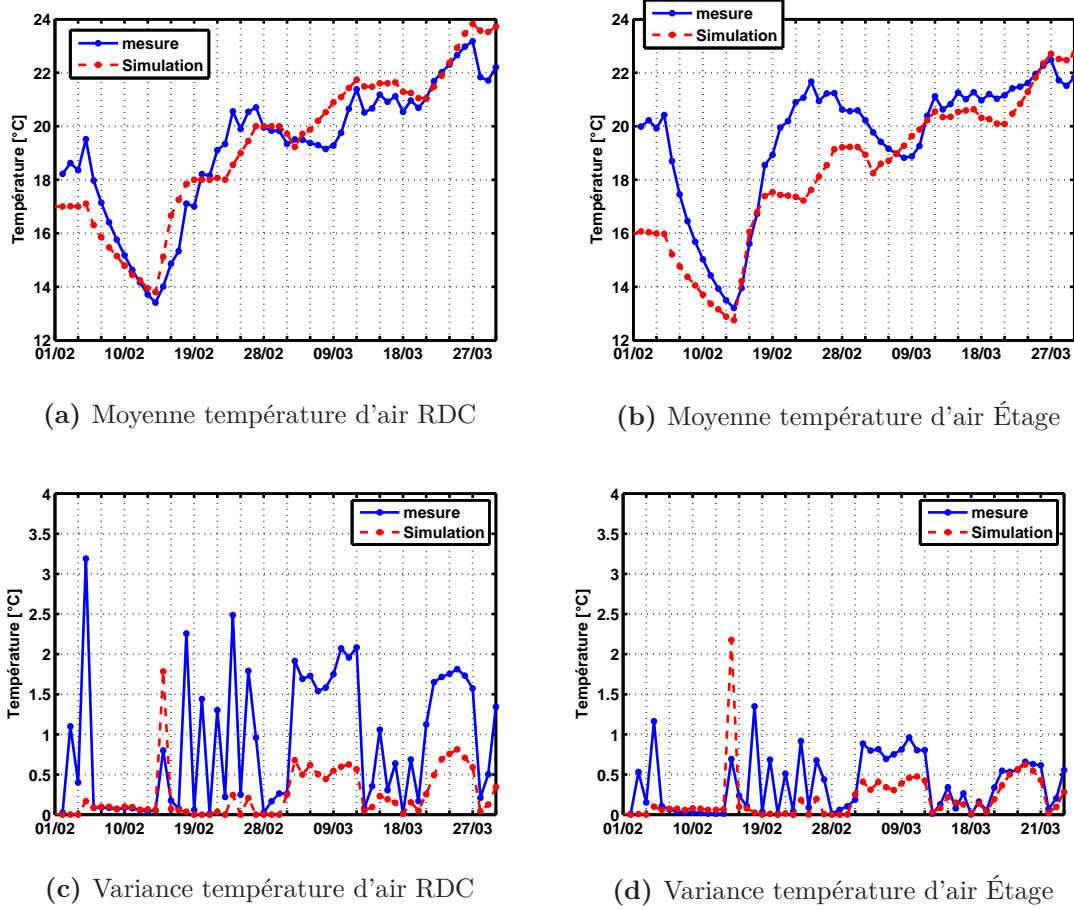 24
22
20
18
16
14
12
Température [°C]
01/02 10/02 19/02 28/02 09/03 18/03 27/03
mesure
Simulation
(a) Moyenne température d'air RDC
24
22
20
18
16
14
12
Température [°C]
01/02 10/02 19/02 28/02 09/03 18/03 27/03
mesure
Simulation
(b) Moyenne température d'air Étage
4
3.5
3
2.5
2
1.5
1
0.5
0
Température [°C]
01/02 10/02 19/02 28/02 09/03 18/03 27/03
mesure
Simulation
(c) Variance température d'air RDC
4
3.5
3
2.5
2
1.5
1
0.5
0
Température [°C]
01/02 10/02 19/02 28/02 09/03 18/03 21/03
mesure
Simulation
(d) Variance température d'air Étage